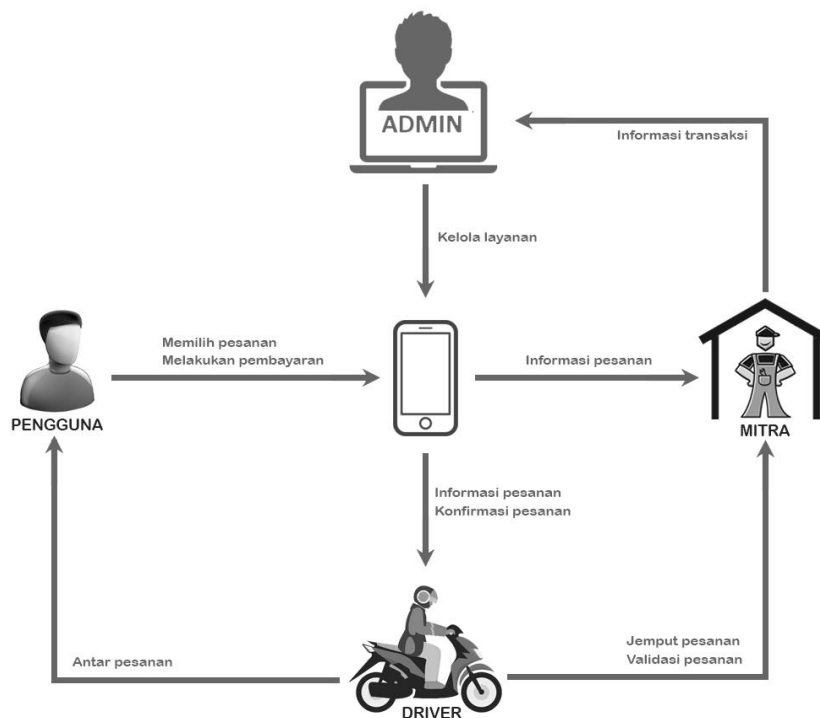 ADMIN
Informasi transaksi
Kelola layanan
Memilih pesanan
Melakukan pembayaran
Informasi pesanan
PENGGUNA
MITRA
Informasi pesanan
Konfirmasi pesanan
Antar pesanan
Jemput pesanan
Validasi pesanan
DRIVER